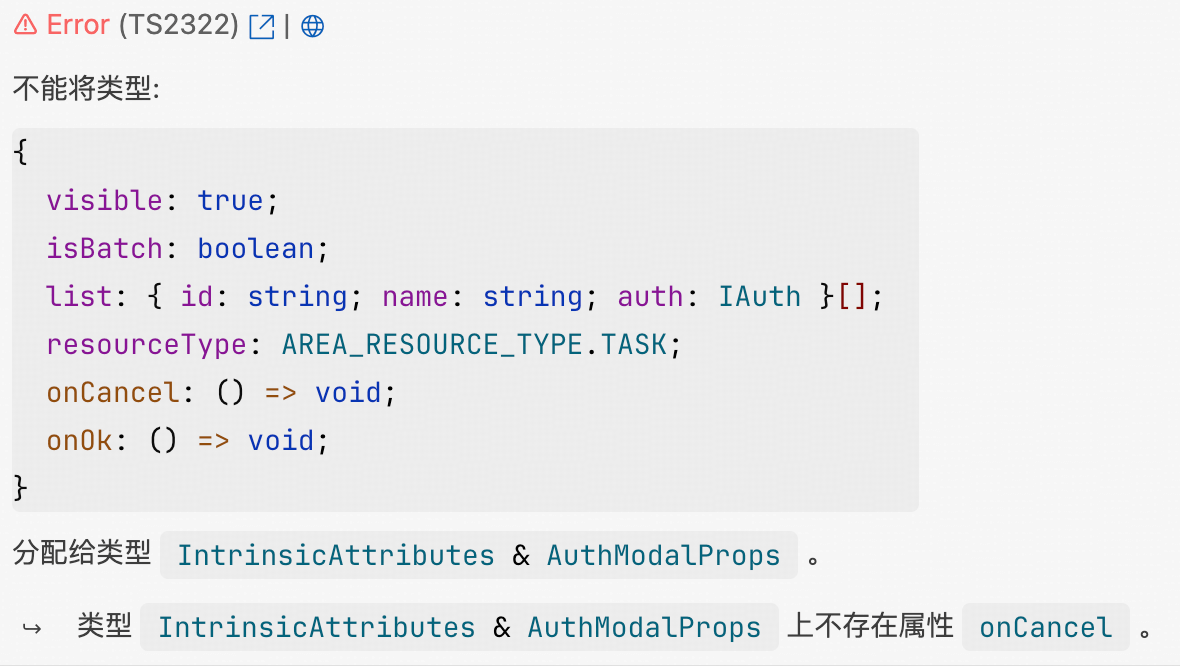 Error (TS2322) |
不能将类型:
{
  visible: true;
  isBatch: boolean;
  list: { id: string; name: string; auth: IAuth }[];
  resourceType: AREA_RESOURCE_TYPE.TASK;
  onCancel: () => void;
  onOk: () => void;
}
分配给类型 IntrinsicAttributes & AuthModalProps 。
↪ 类型 IntrinsicAttributes & AuthModalProps 上不存在属性 onCancel 。